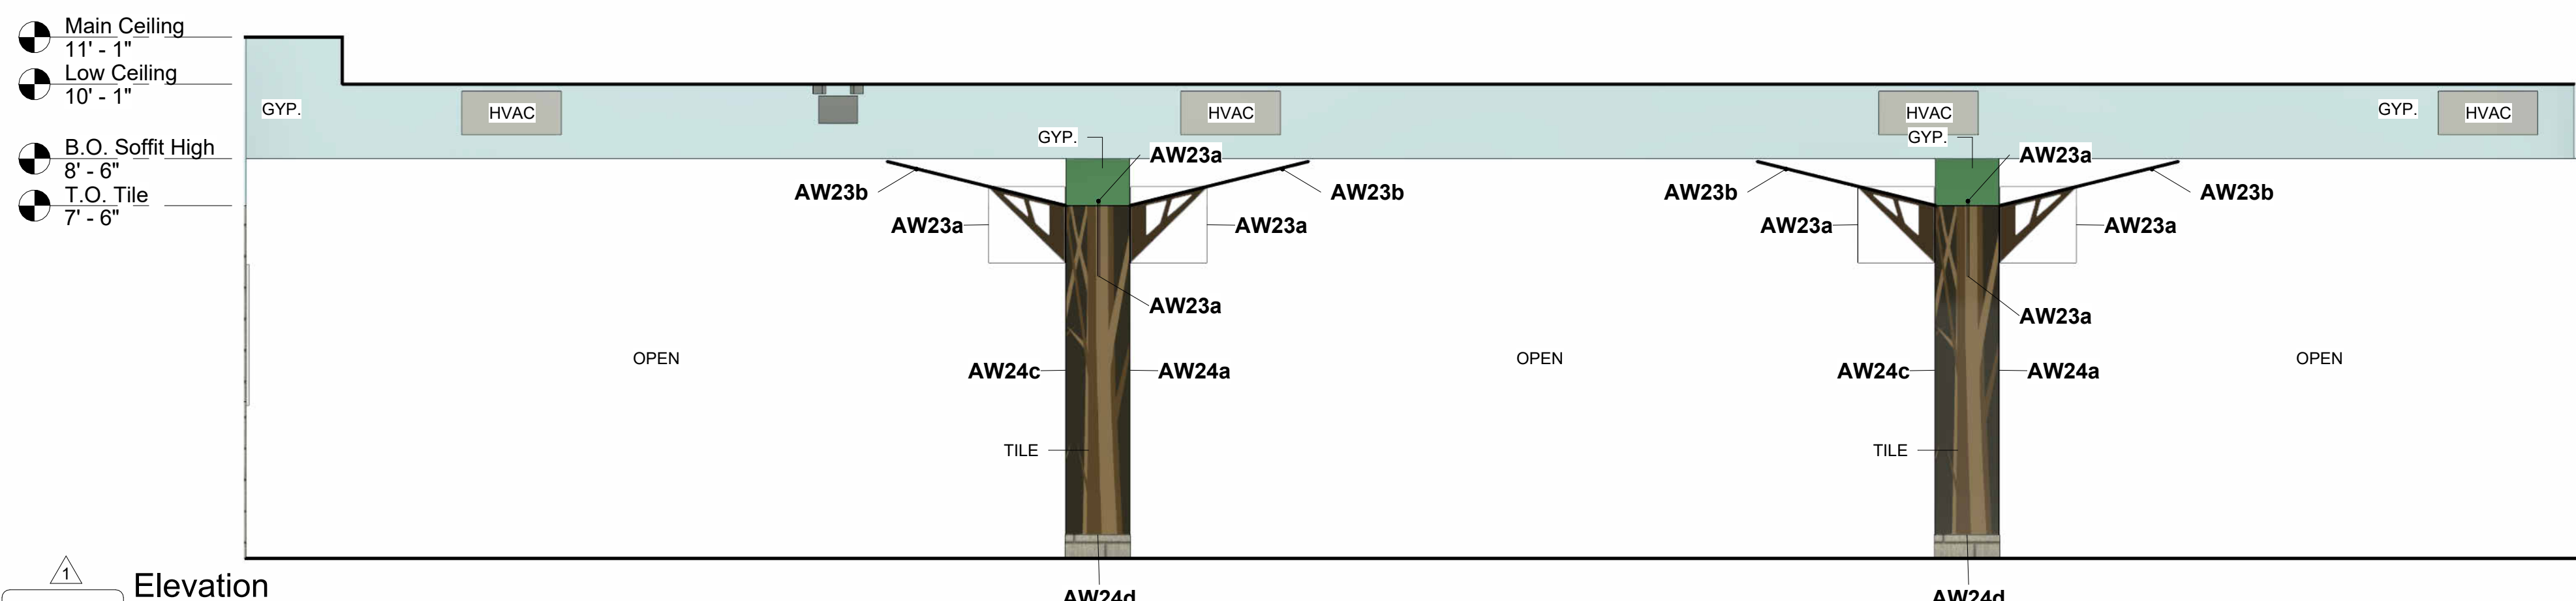 Main Ceiling
11' - 1"
Low Ceiling
10' - 1"
GYP.
HVAC
HVAC
HVAC
GYP.
HVAC
GYP.
GYP.
B.O. Soffit High
8' - 6"
AW23a
AW23a
T.O. Tile
7' - 6"
AW23b
AW23b
AW23b
AW23b
AW23a
AW23a
AW23a
AW23a
AW23a
AW23a
OPEN
OPEN
OPEN
AW24c
AW24a
AW24c
AW24a
TILE
TILE
1
Elevation
AW24d
AW24d